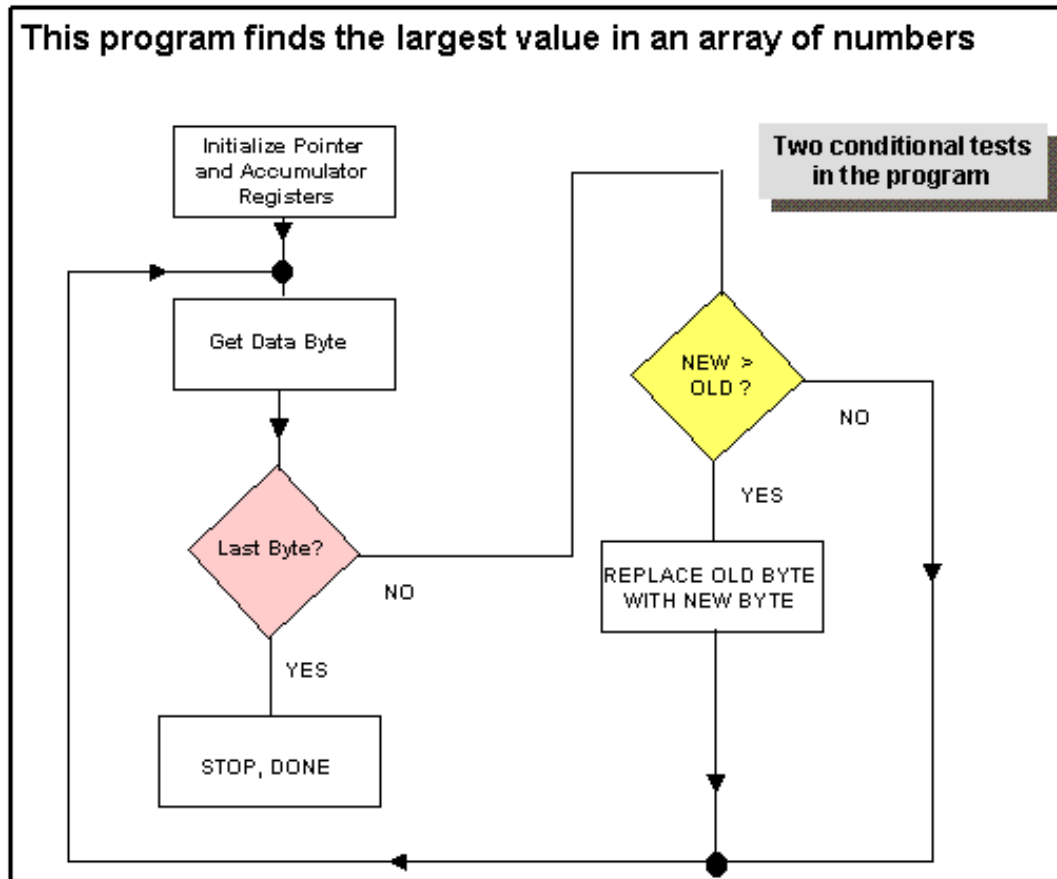 This program finds the largest value in an array of numbers
Initialize Pointer
and Accumulator
Registers
Two conditional tests
in the program
Get Data Byte
NEW >
OLD ?
NO
YES
Last Byte?
NO
REPLACE OLD BYTE
WITH NEW BYTE
YES
STOP, DONE